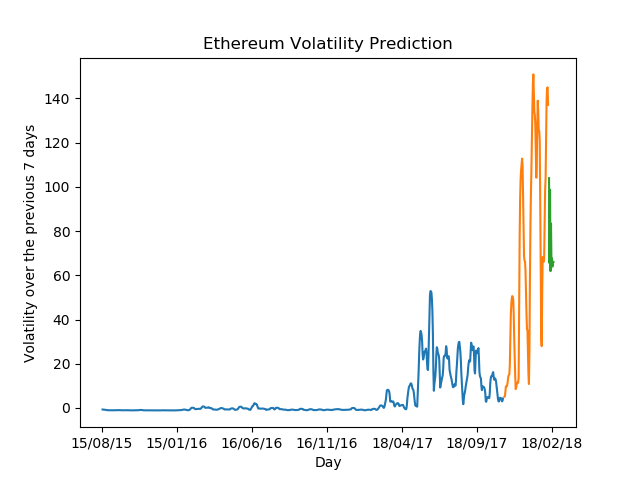 Ethereum Volatility Prediction
Volatility over the previous 7 days
140
120
100
80
60
40
20
0
15/08/15 15/01/16 16/06/16 16/11/16 18/04/17 18/09/17 18/02/18
Day